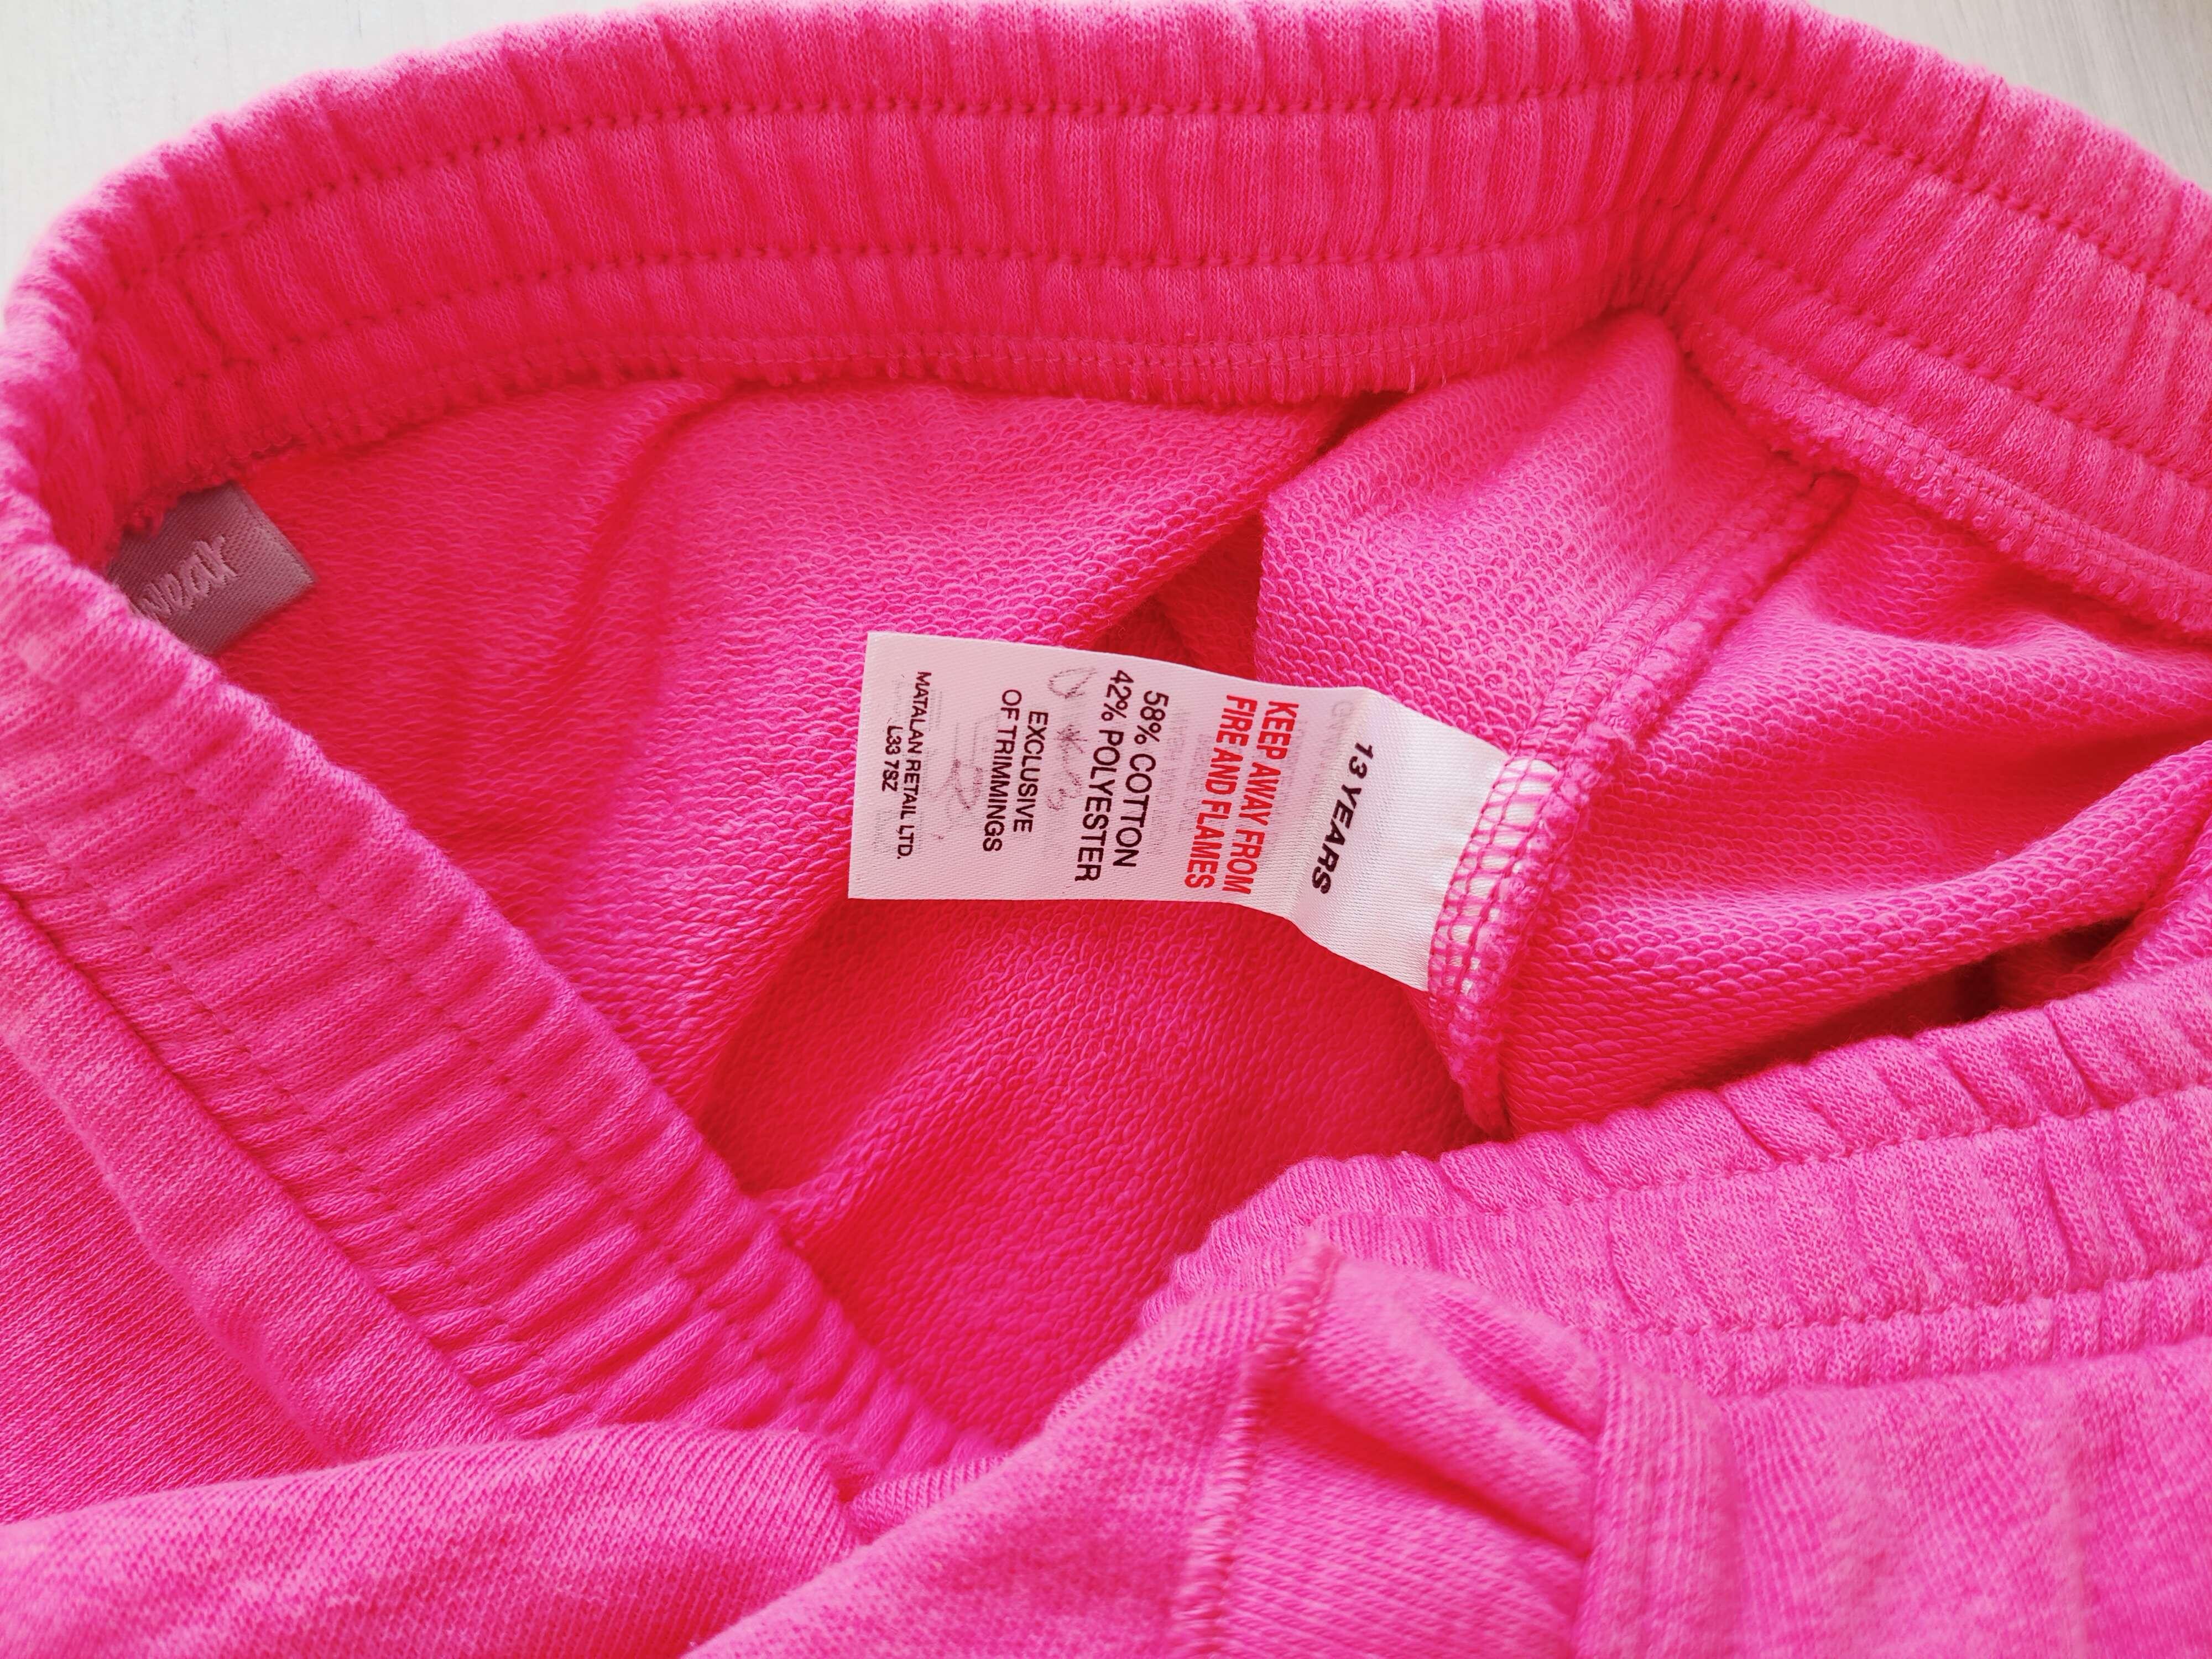 13 YEARS
KEEP AWAY FROM
FIRE AND FLAMES
58% COTTON
42% POLYESTER
EXCLUSIVE
OF TRIMMINGS
MATALAN RETAIL LTD.
L33 7SZ